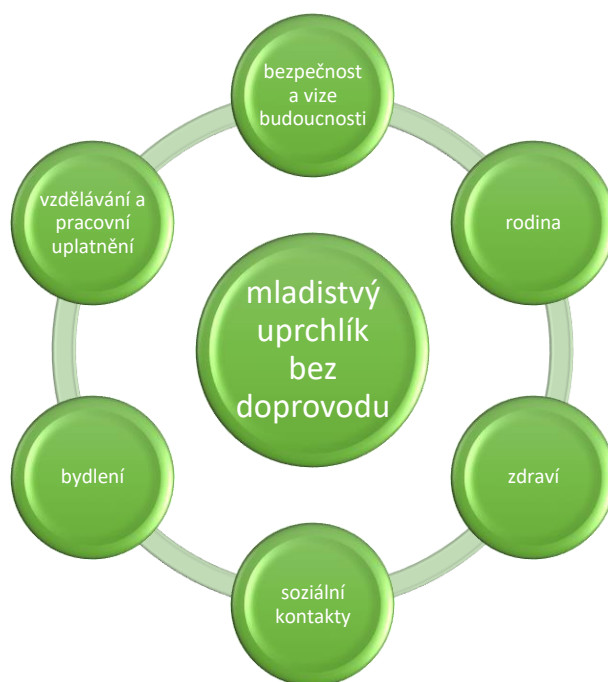 bezpečnost
a vize
budoucnosti
vzdělávání a
pracovní
uplatnění
rodina
mladistvý
uprchlík
bez
doprovodu
bydlení
zdraví
soziální
kontakty